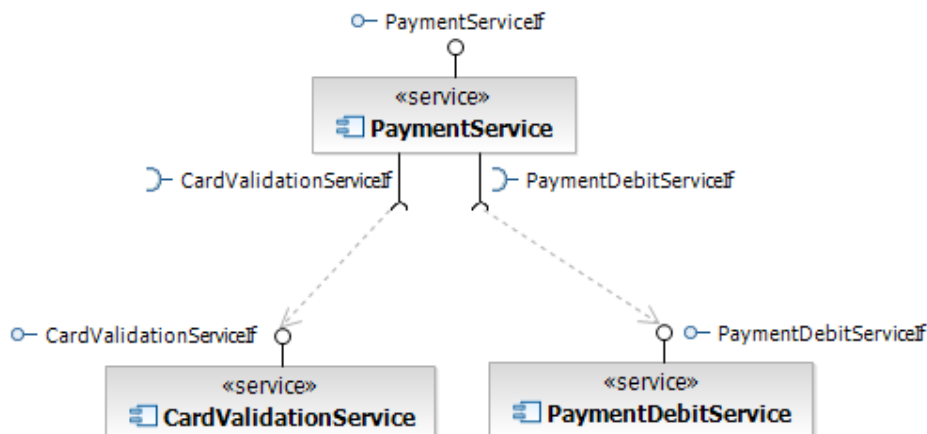 PaymentServiceIf
«service»
PaymentService
CardValidationServiceIf
PaymentDebitServiceIf
CardValidationServiceIf
PaymentDebitServiceIf
«service»
CardValidationService
«service»
PaymentDebitService